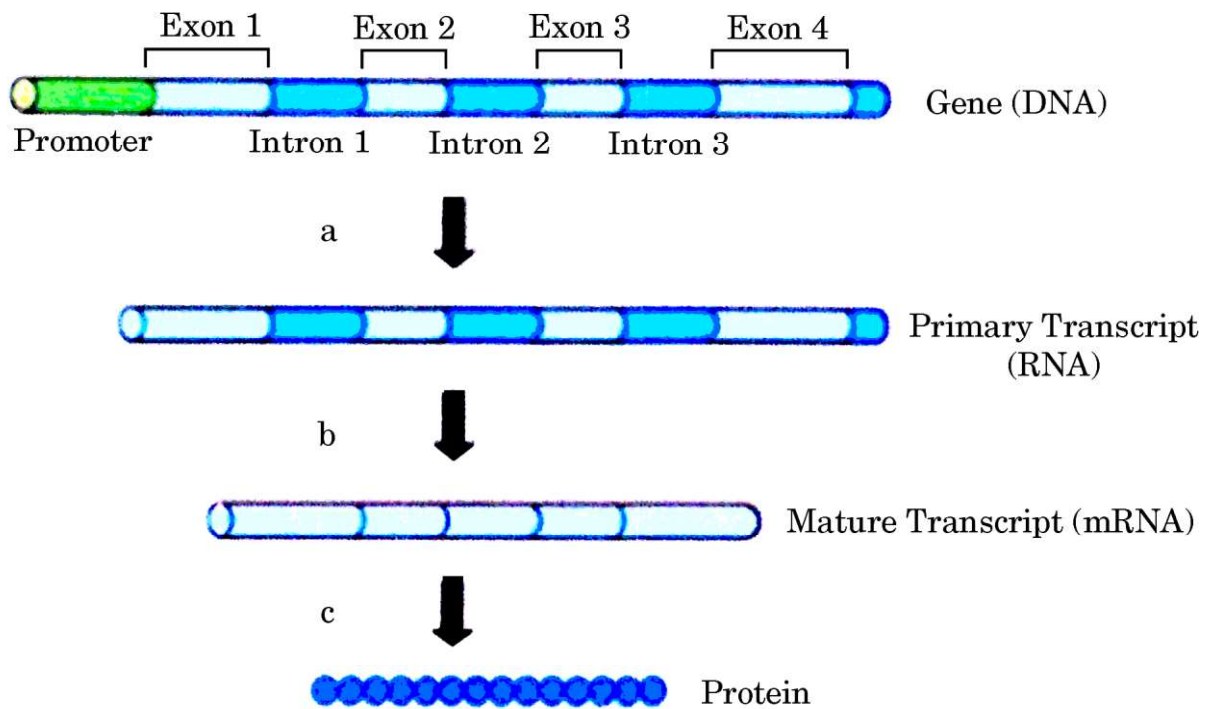 Exon 1 Exon 2 Exon 3 Exon 4
Gene (DNA)
Promoter Intron 1 Intron 2 Intron 3
a
Primary Transcript
(RNA)
b
Mature Transcript (mRNA)
c
Protein